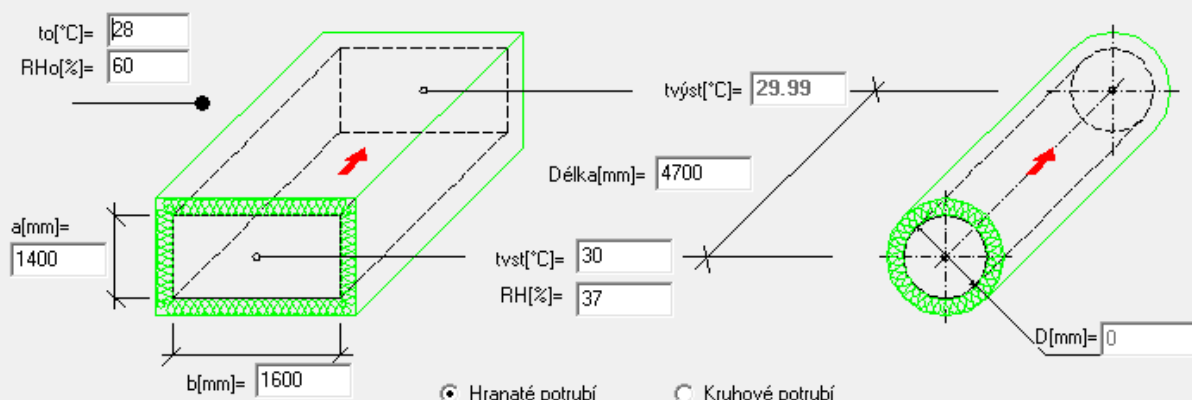 to[°C]= 28
RHo[%]= 60
tvýst[°C]= 29.99
Délka[mm]= 4700
a[mm]=
1400
tvst[°C]= 30
RH[%]= 37
D[mm]= 0
b[mm]= 1600
Hranaté potrubí
Kruhové potrubí